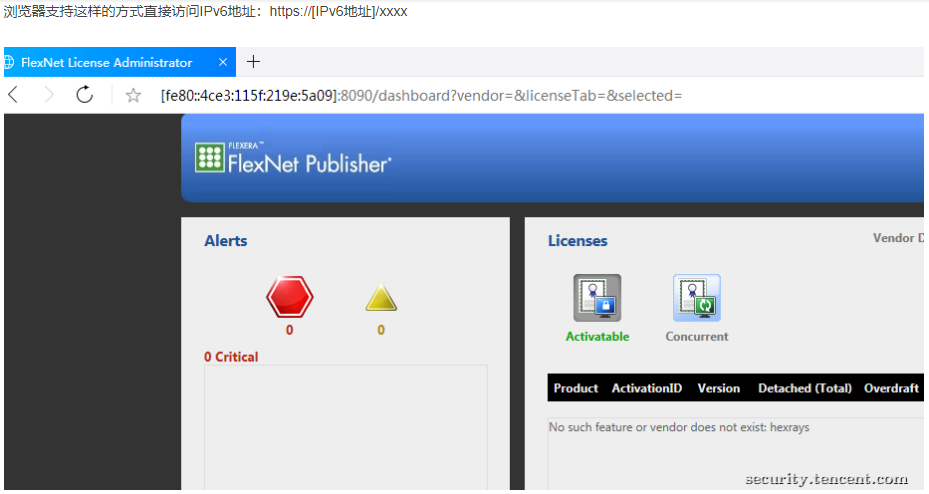 浏览器支持这样的方式直接访问IPv6地址：https://[IPv6地址]/xxxx
FlexNet License Administrator
[fe80::4ce3:115f:219e:5a09]:8090/dashboard?vendor=&licenseTab=&selected=
FLEXERA™
FlexNet Publisher®
Alerts
0
0
0 Critical
Licenses
Vendor D
Activatable
Concurrent
Product ActivationID Version Detached (Total) Overdraft
No such feature or vendor does not exist: hexrays
security.tencent.com